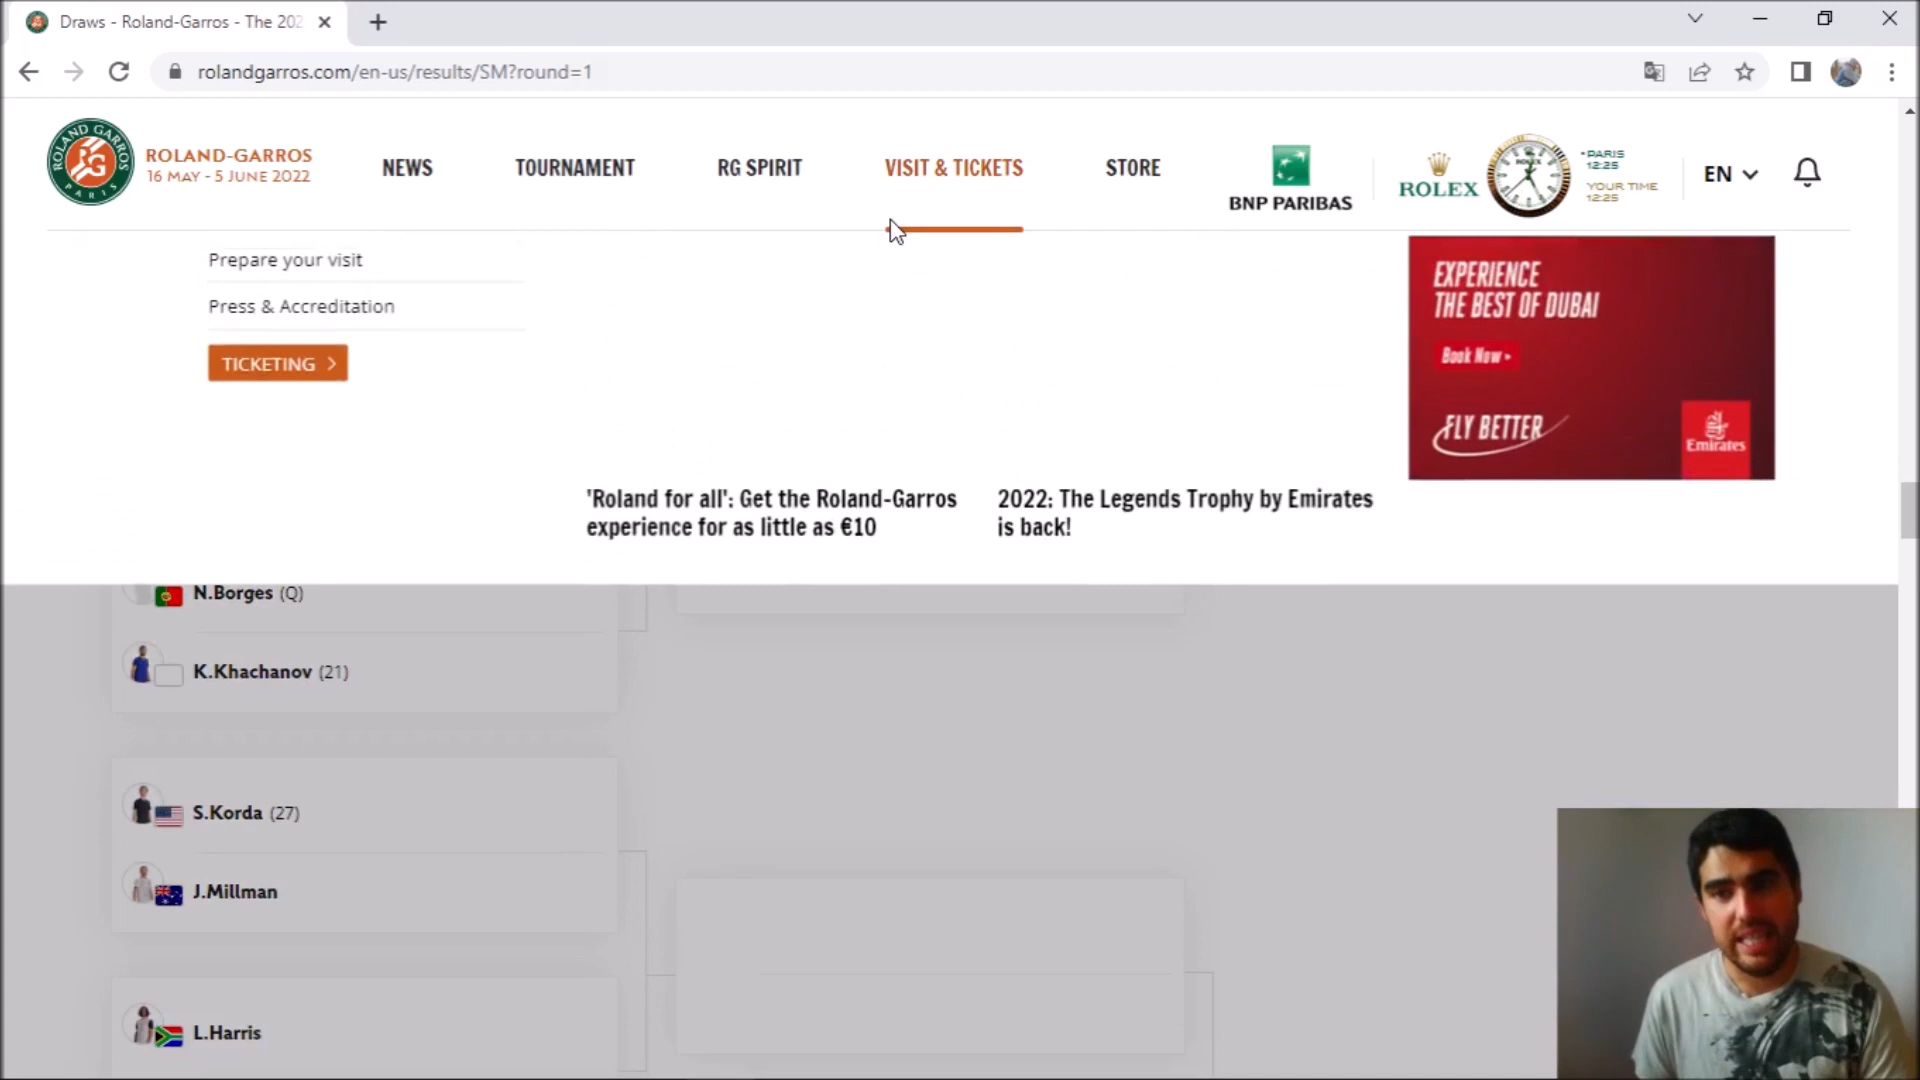 Draws - Roland-Garros - The 202
rolandgarros.com/en-us/results/SM?round=1
ROLAND GARROS
RG
PARIS
ROLAND-GARROS
16 MAY - 5 JUNE 2022
NEWS
TOURNAMENT
RG SPIRIT
VISIT & TICKETS
STORE
BNP PARIBAS
ROLEX
PARIS
12:25
YOUR TIME
12:25
EN
Prepare your visit
Press & Accreditation
TICKETING
EXPERIENCE
THE BEST OF DUBAI
Book Now
FLY BETTER
Emirates
'Roland for all': Get the Roland-Garros
experience for as little as €10
2022: The Legends Trophy by Emirates
is back!
N.Borges (Q)
K.Khachanov (21)
S.Korda (27)
J.Millman
L.Harris